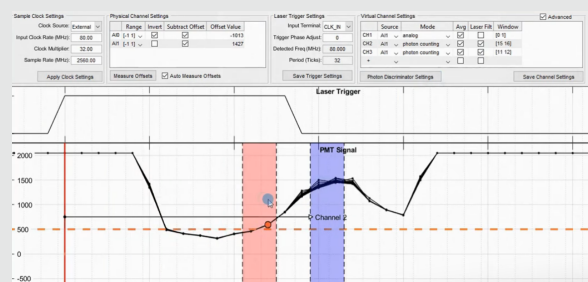 Sample Clock Settings
Clock Source: External
Input Clock Rate (MHz): 80.00
Clock Multiplier: 32.00
Sample Rate (MHz): 2560.00
Apply Clock Settings
Physical Channel Settings
Range Invert Subtract Offset Offset Value
AI0 [-1 1] -1013
AI1 [-1 1] 1427
Measure Offsets Auto Measure Offsets
Laser Trigger Settings
Input Terminal: CLK_IN
Trigger Phase Adjust: 0
Detected Freq (MHz): 80.000
Period (Ticks): 32
Save Trigger Settings
Virtual Channel Settings
Advanced
Source Mode Avg Laser Filt Window
CH1 AI1 analog [0 1]
CH2 AI1 photon counting [15 16]
CH3 AI1 photon counting [11 12]
+
Photon Discriminator Settings Save Channel Settings
Laser Trigger
PMT Signal
2000
1500
1000
Channel 2
500
0
-500